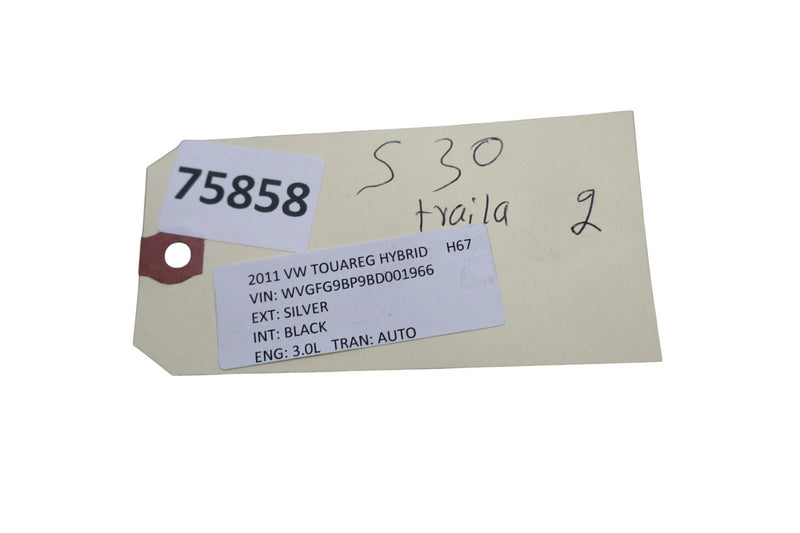 S 30
75858
traila 2
2011 VW TOUAREG HYBRID H67
VIN: WVGFG9BP9BD001966
EXT: SILVER
INT: BLACK
ENG: 3.0L TRAN: AUTO